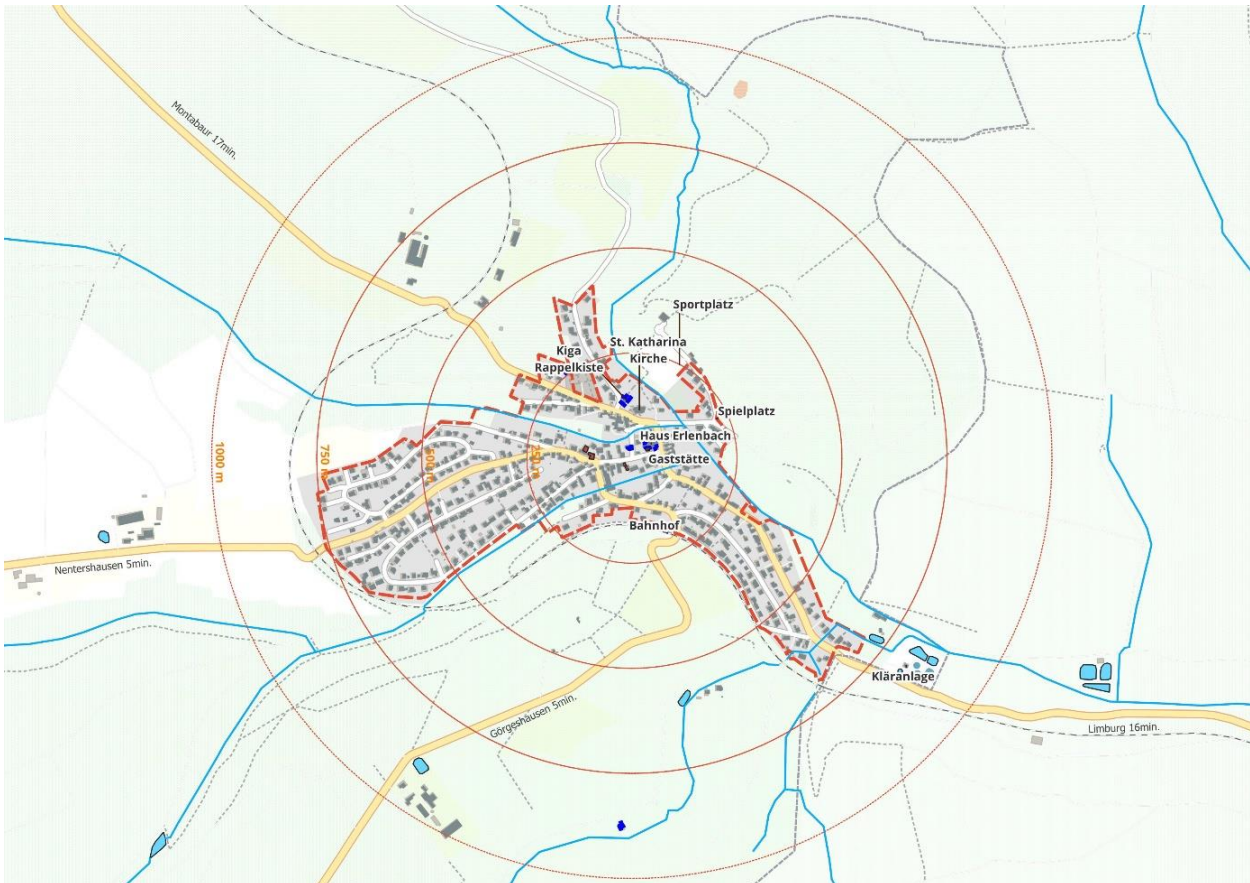 Montabaur 17min.
Sportplatz
St. Katharina
Kirche
Kiga
Rappelkiste
Spielplatz
Haus Erlenbach
Gaststätte
1000 m
750 m
500 m
250 m
Bahnhof
Nentershausen 5min.
Kläranlage
Görgeshausen 5min.
Limburg 16min.